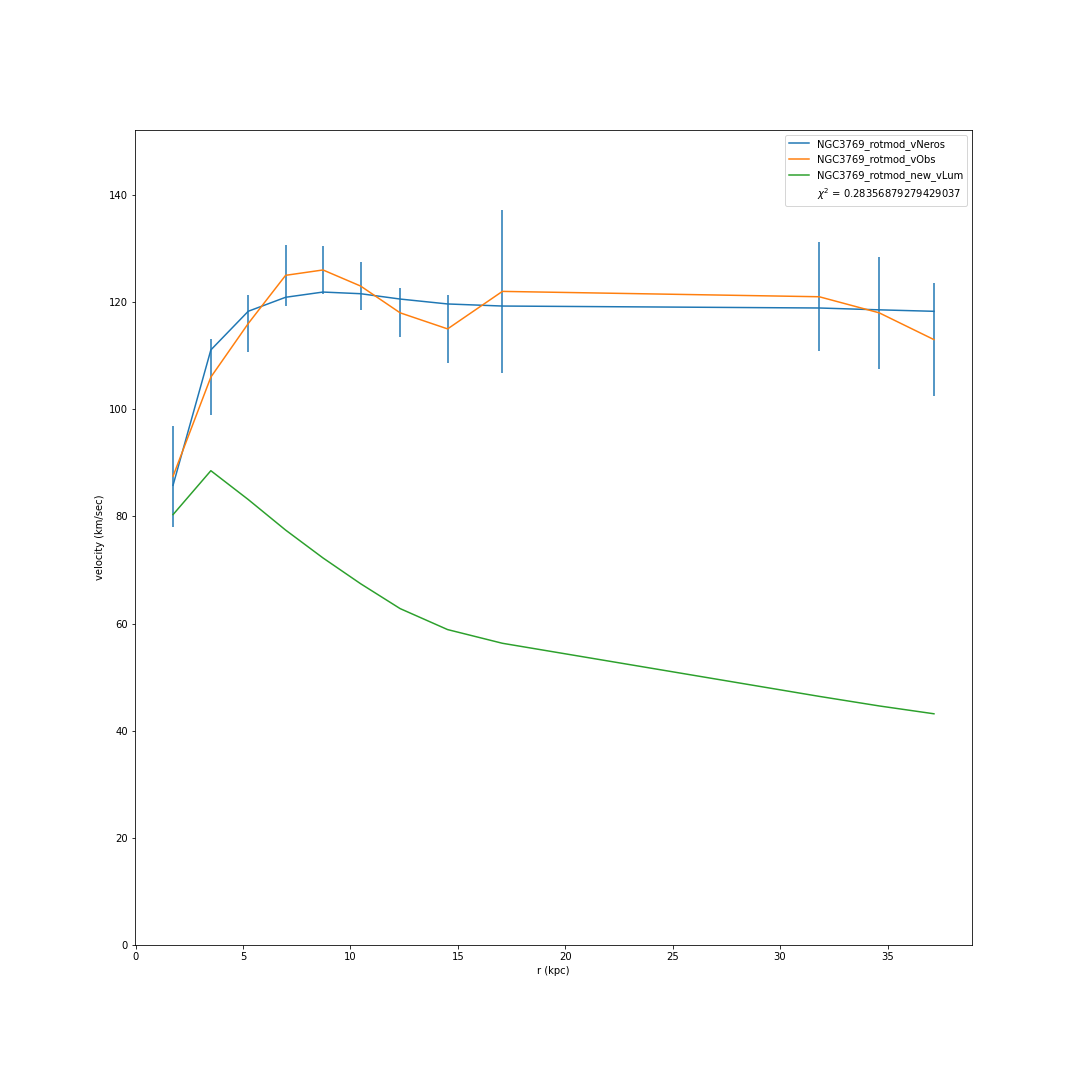 NGC3769_rotmod_vNeros
NGC3769_rotmod_vObs
NGC3769_rotmod_new_vLum
χ² = 0.28356879279429037
140
120
100
80
60
40
20
0
velocity (km/sec)
0 5 10 15 20 25 30 35
r (kpc)